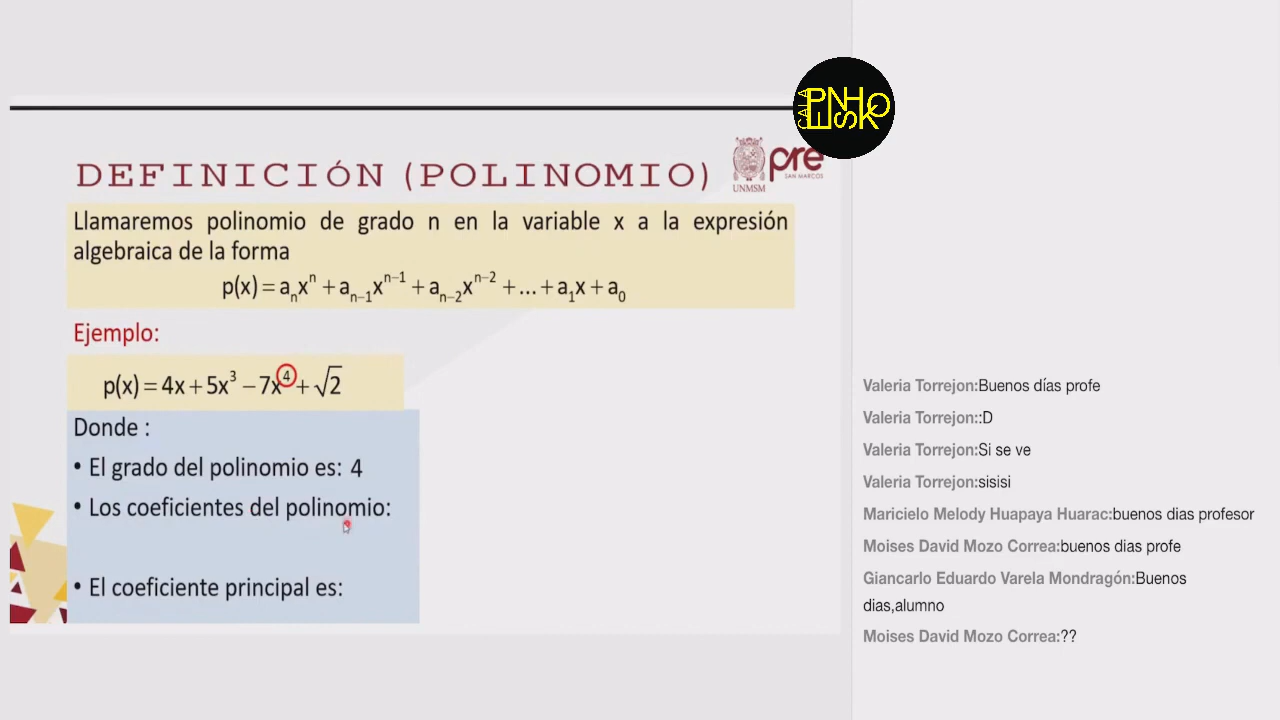 CALA
PENHO
ESK
DEFINICIÓN (POLINOMIO)
UNMSM
pre
SAN MARCOS
Llamaremos polinomio de grado n en la variable x a la expresión
algebraica de la forma
p(x) = aₙxⁿ + aₙ₋₁xⁿ⁻¹ + aₙ₋₂xⁿ⁻² + ... + a₁x + a₀
Ejemplo:
p(x) = 4x + 5x³ − 7x⁴ + √2
Donde :
• El grado del polinomio es: 4
• Los coeficientes del polinomio:
• El coeficiente principal es:
Valeria Torrejon:Buenos días profe
Valeria Torrejon::D
Valeria Torrejon:Si se ve
Valeria Torrejon:sisisi
Maricielo Melody Huapaya Huarac:buenos dias profesor
Moises David Mozo Correa:buenos dias profe
Giancarlo Eduardo Varela Mondragón:Buenos
dias,alumno
Moises David Mozo Correa:??